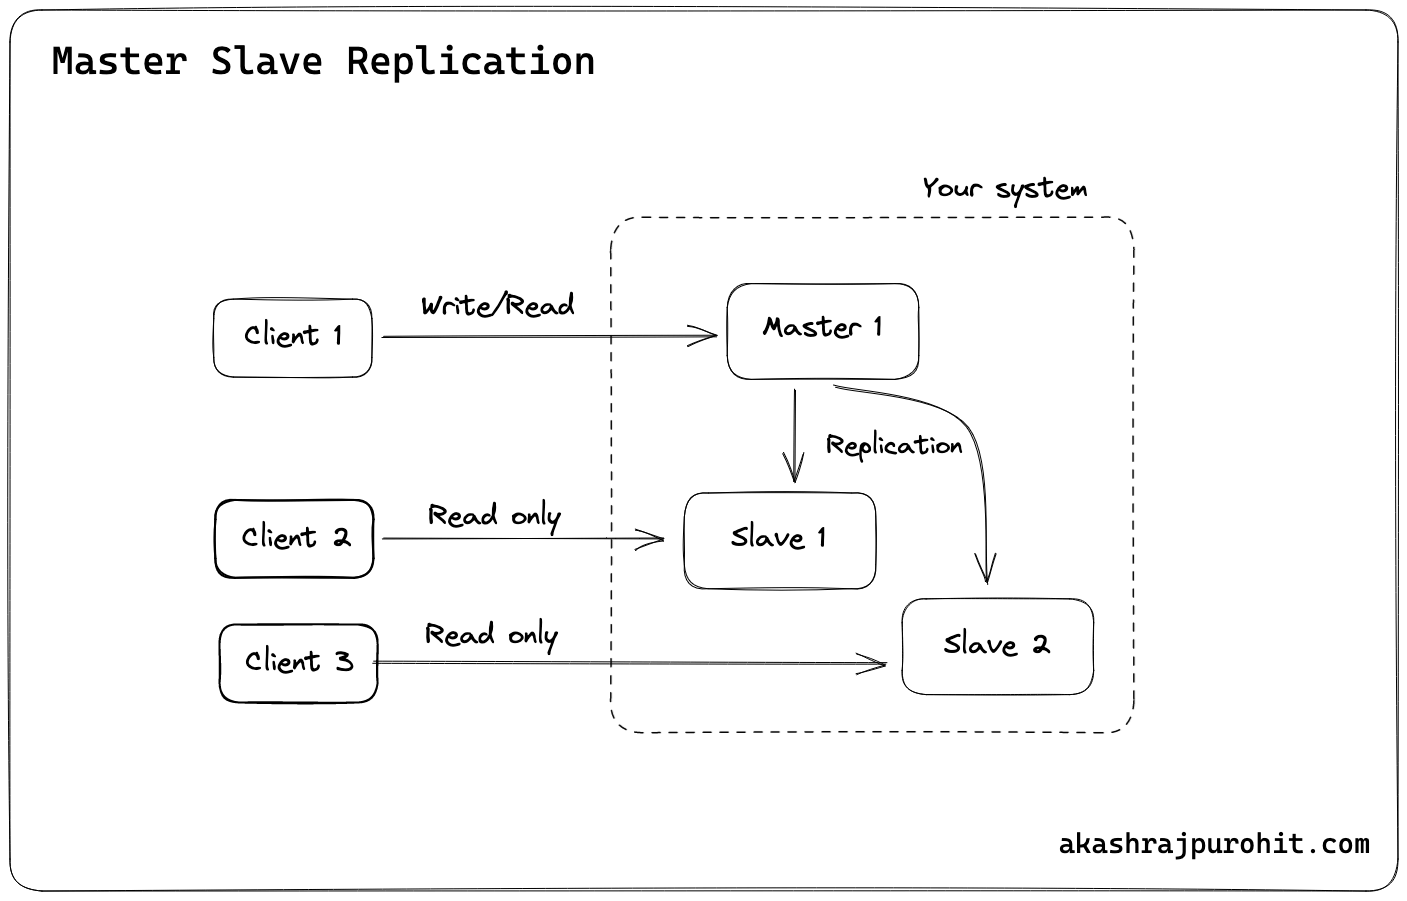 Master Slave Replication
Your system
Write/Read
Client 1
Master 1
Replication
Read only
Client 2
Slave 1
Read only
Client 3
Slave 2
akashrajpurohit.com